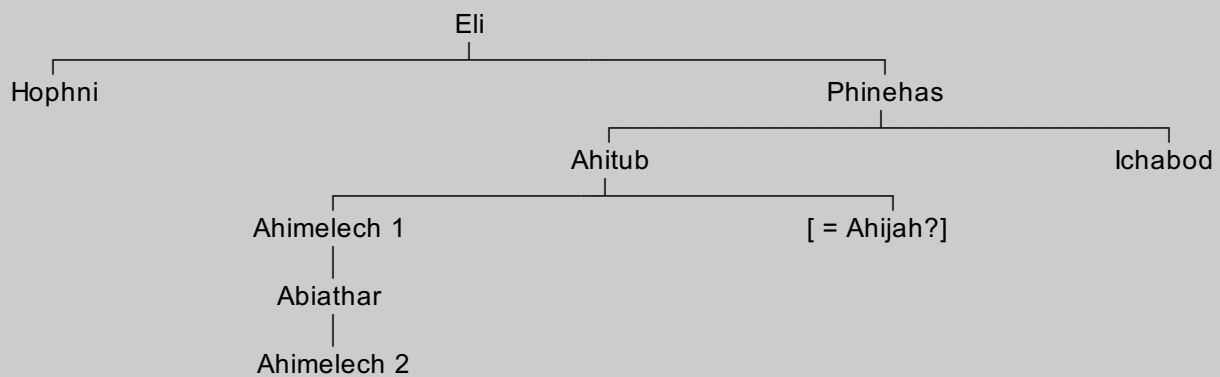 Eli
Hophni Phinehas
Ahitub Ichabod
Ahimelech 1 [ = Ahijah?]
Abiathar
Ahimelech 2